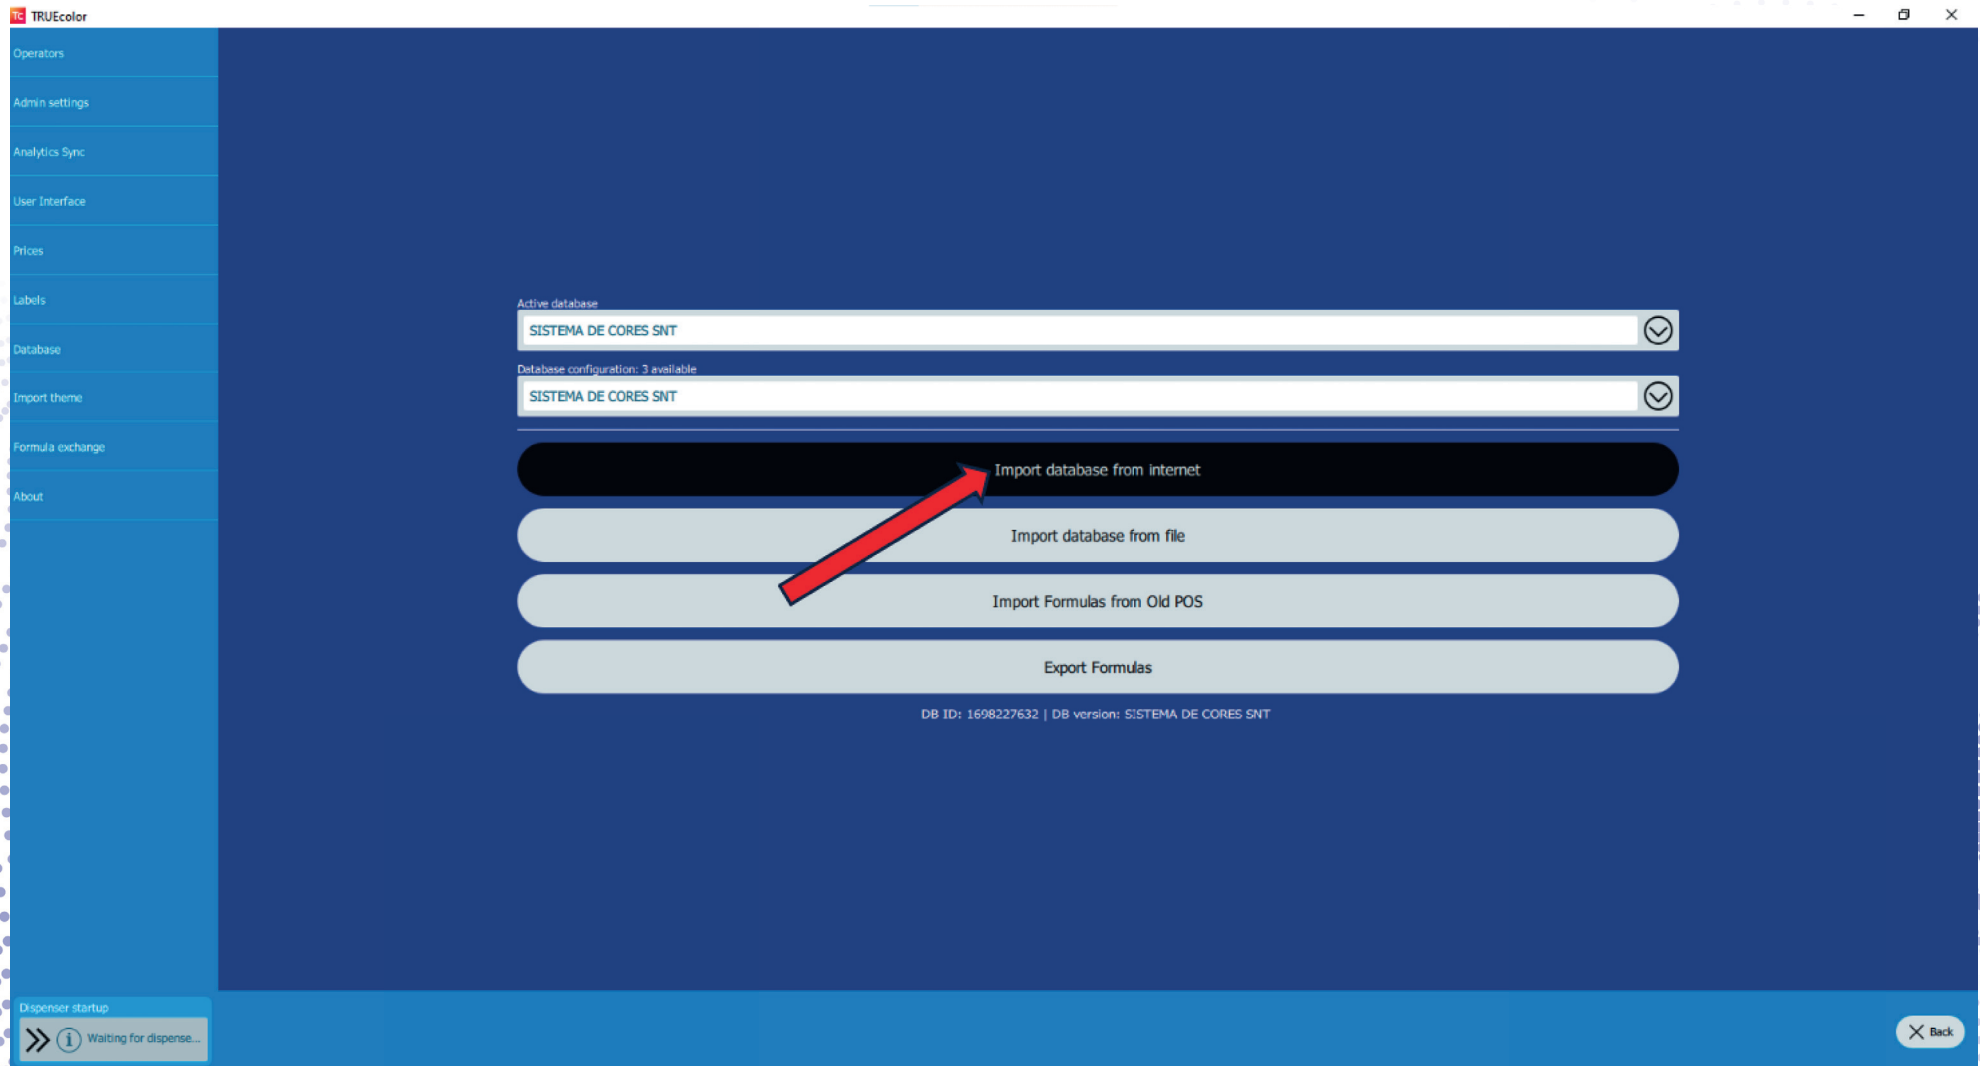 Tc TRUEcolor
Operators
Admin settings
Analytics Sync
User Interface
Prices
Labels
Database
Import theme
Formula exchange
About
Active database
SISTEMA DE CORES SNT
Database configuration: 3 available
SISTEMA DE CORES SNT
Import database from internet
Import database from file
Import Formulas from Old POS
Export Formulas
DB ID: 1698227632 | DB version: SISTEMA DE CORES SNT
Dispenser startup
Waiting for dispense...
Back